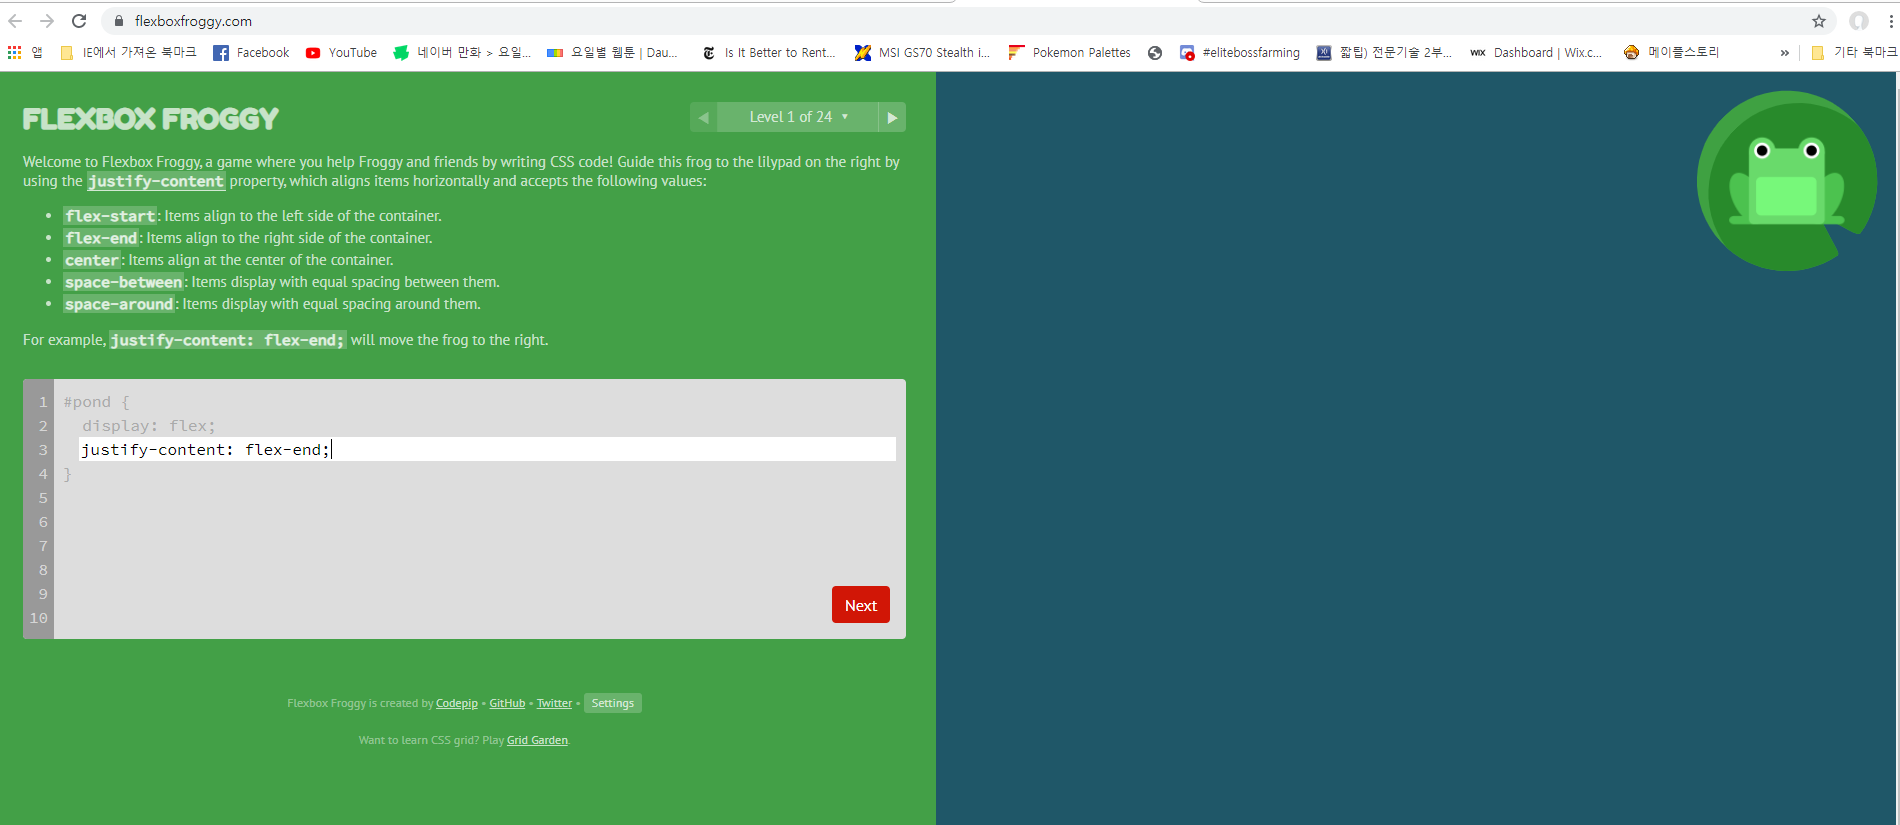 flexboxfroggy.com
앱 IE에서 가져온 북마크 Facebook YouTube 네이버 만화 > 요일... 요일별 웹툰 | Dau... Is It Better to Rent... MSI GS70 Stealth i... Pokemon Palettes #elitebossfarming 짧팁) 전문기술 2부... WIX Dashboard | Wix.c... 메이플스토리 » 기타 북마크
FLEXBOX FROGGY
◀ Level 1 of 24 ▼ ▶
Welcome to Flexbox Froggy, a game where you help Froggy and friends by writing CSS code! Guide this frog to the lilypad on the right by
using the justify-content property, which aligns items horizontally and accepts the following values:
• flex-start: Items align to the left side of the container.
• flex-end: Items align to the right side of the container.
• center: Items align at the center of the container.
• space-between: Items display with equal spacing between them.
• space-around: Items display with equal spacing around them.
For example, justify-content: flex-end; will move the frog to the right.
1 #pond {
2 display: flex;
3 justify-content: flex-end;
4 }
5
6
7
8
9
10
Next
Flexbox Froggy is created by Codepip • GitHub • Twitter • Settings
Want to learn CSS grid? Play Grid Garden.